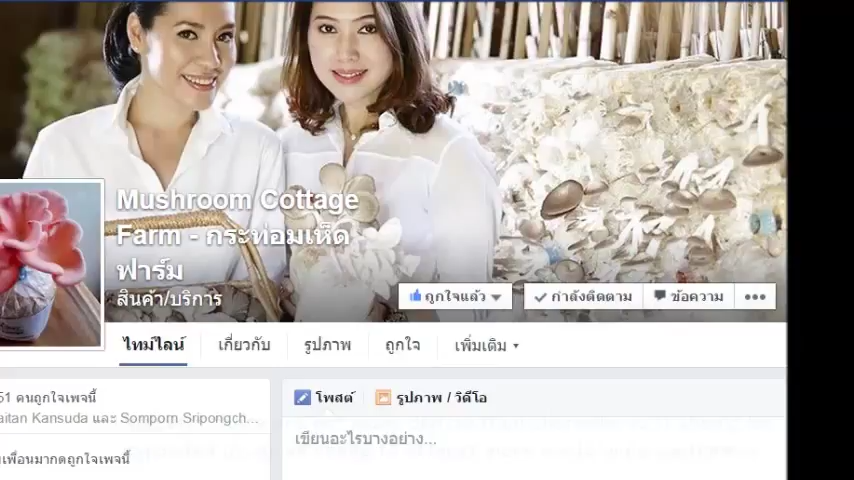 Mushroom Cottage
Farm - กระท่อมเห็ด
ฟาร์ม
สินค้า/บริการ
ถูกใจแล้ว
กำลังติดตาม
ข้อความ
ไทม์ไลน์
เกี่ยวกับ
รูปภาพ
ถูกใจ
เพิ่มเติม
51 คนถูกใจเพจนี้
aitan Kansuda และ Somporn Sripongch...
เพื่อนมากดถูกใจเพจนี้
โพสต์
รูปภาพ / วิดีโอ
เขียนอะไรบางอย่าง...